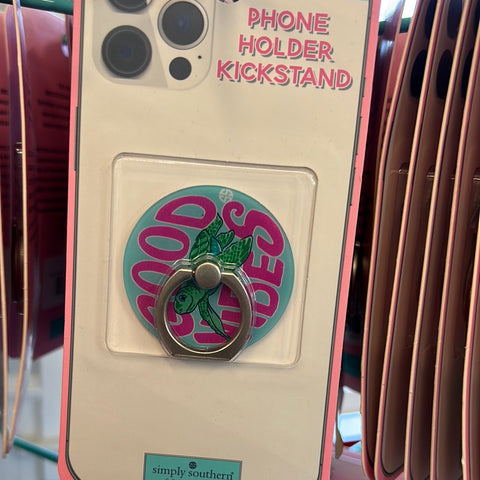 PHONE
HOLDER
KICKSTAND
GOOD
VIBES
simply southern